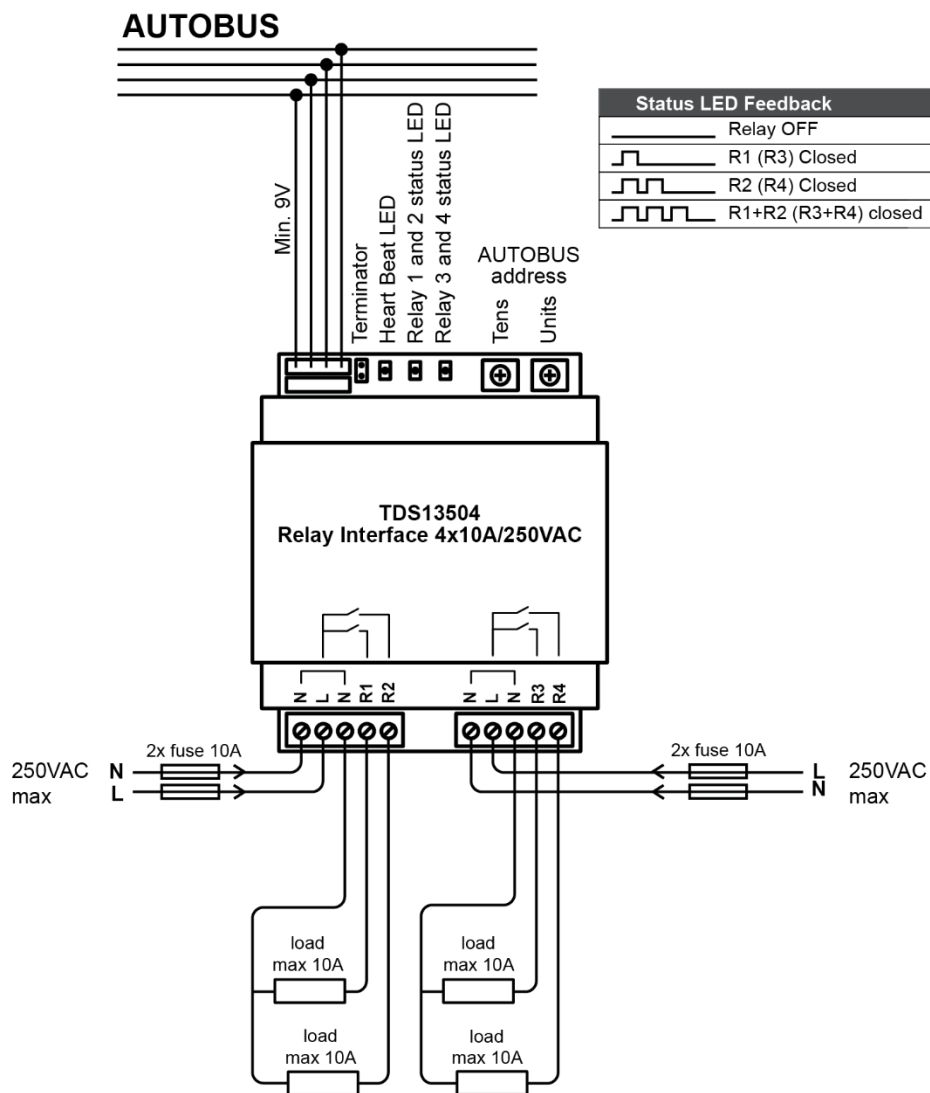 AUTOBUS
Status LED Feedback
Relay OFF
R1 (R3) Closed
R2 (R4) Closed
R1+R2 (R3+R4) closed
Min. 9V
Terminator
Heart Beat LED
Relay 1 and 2 status LED
Relay 3 and 4 status LED
AUTOBUS
address
Tens
Units
TDS13504
Relay Interface 4x10A/250VAC
N L N R1 R2
N L N R3 R4
250VAC
max
N
L
2x fuse 10A
2x fuse 10A
L
N
250VAC
max
load
max 10A
load
max 10A
load
max 10A
load
max 10A